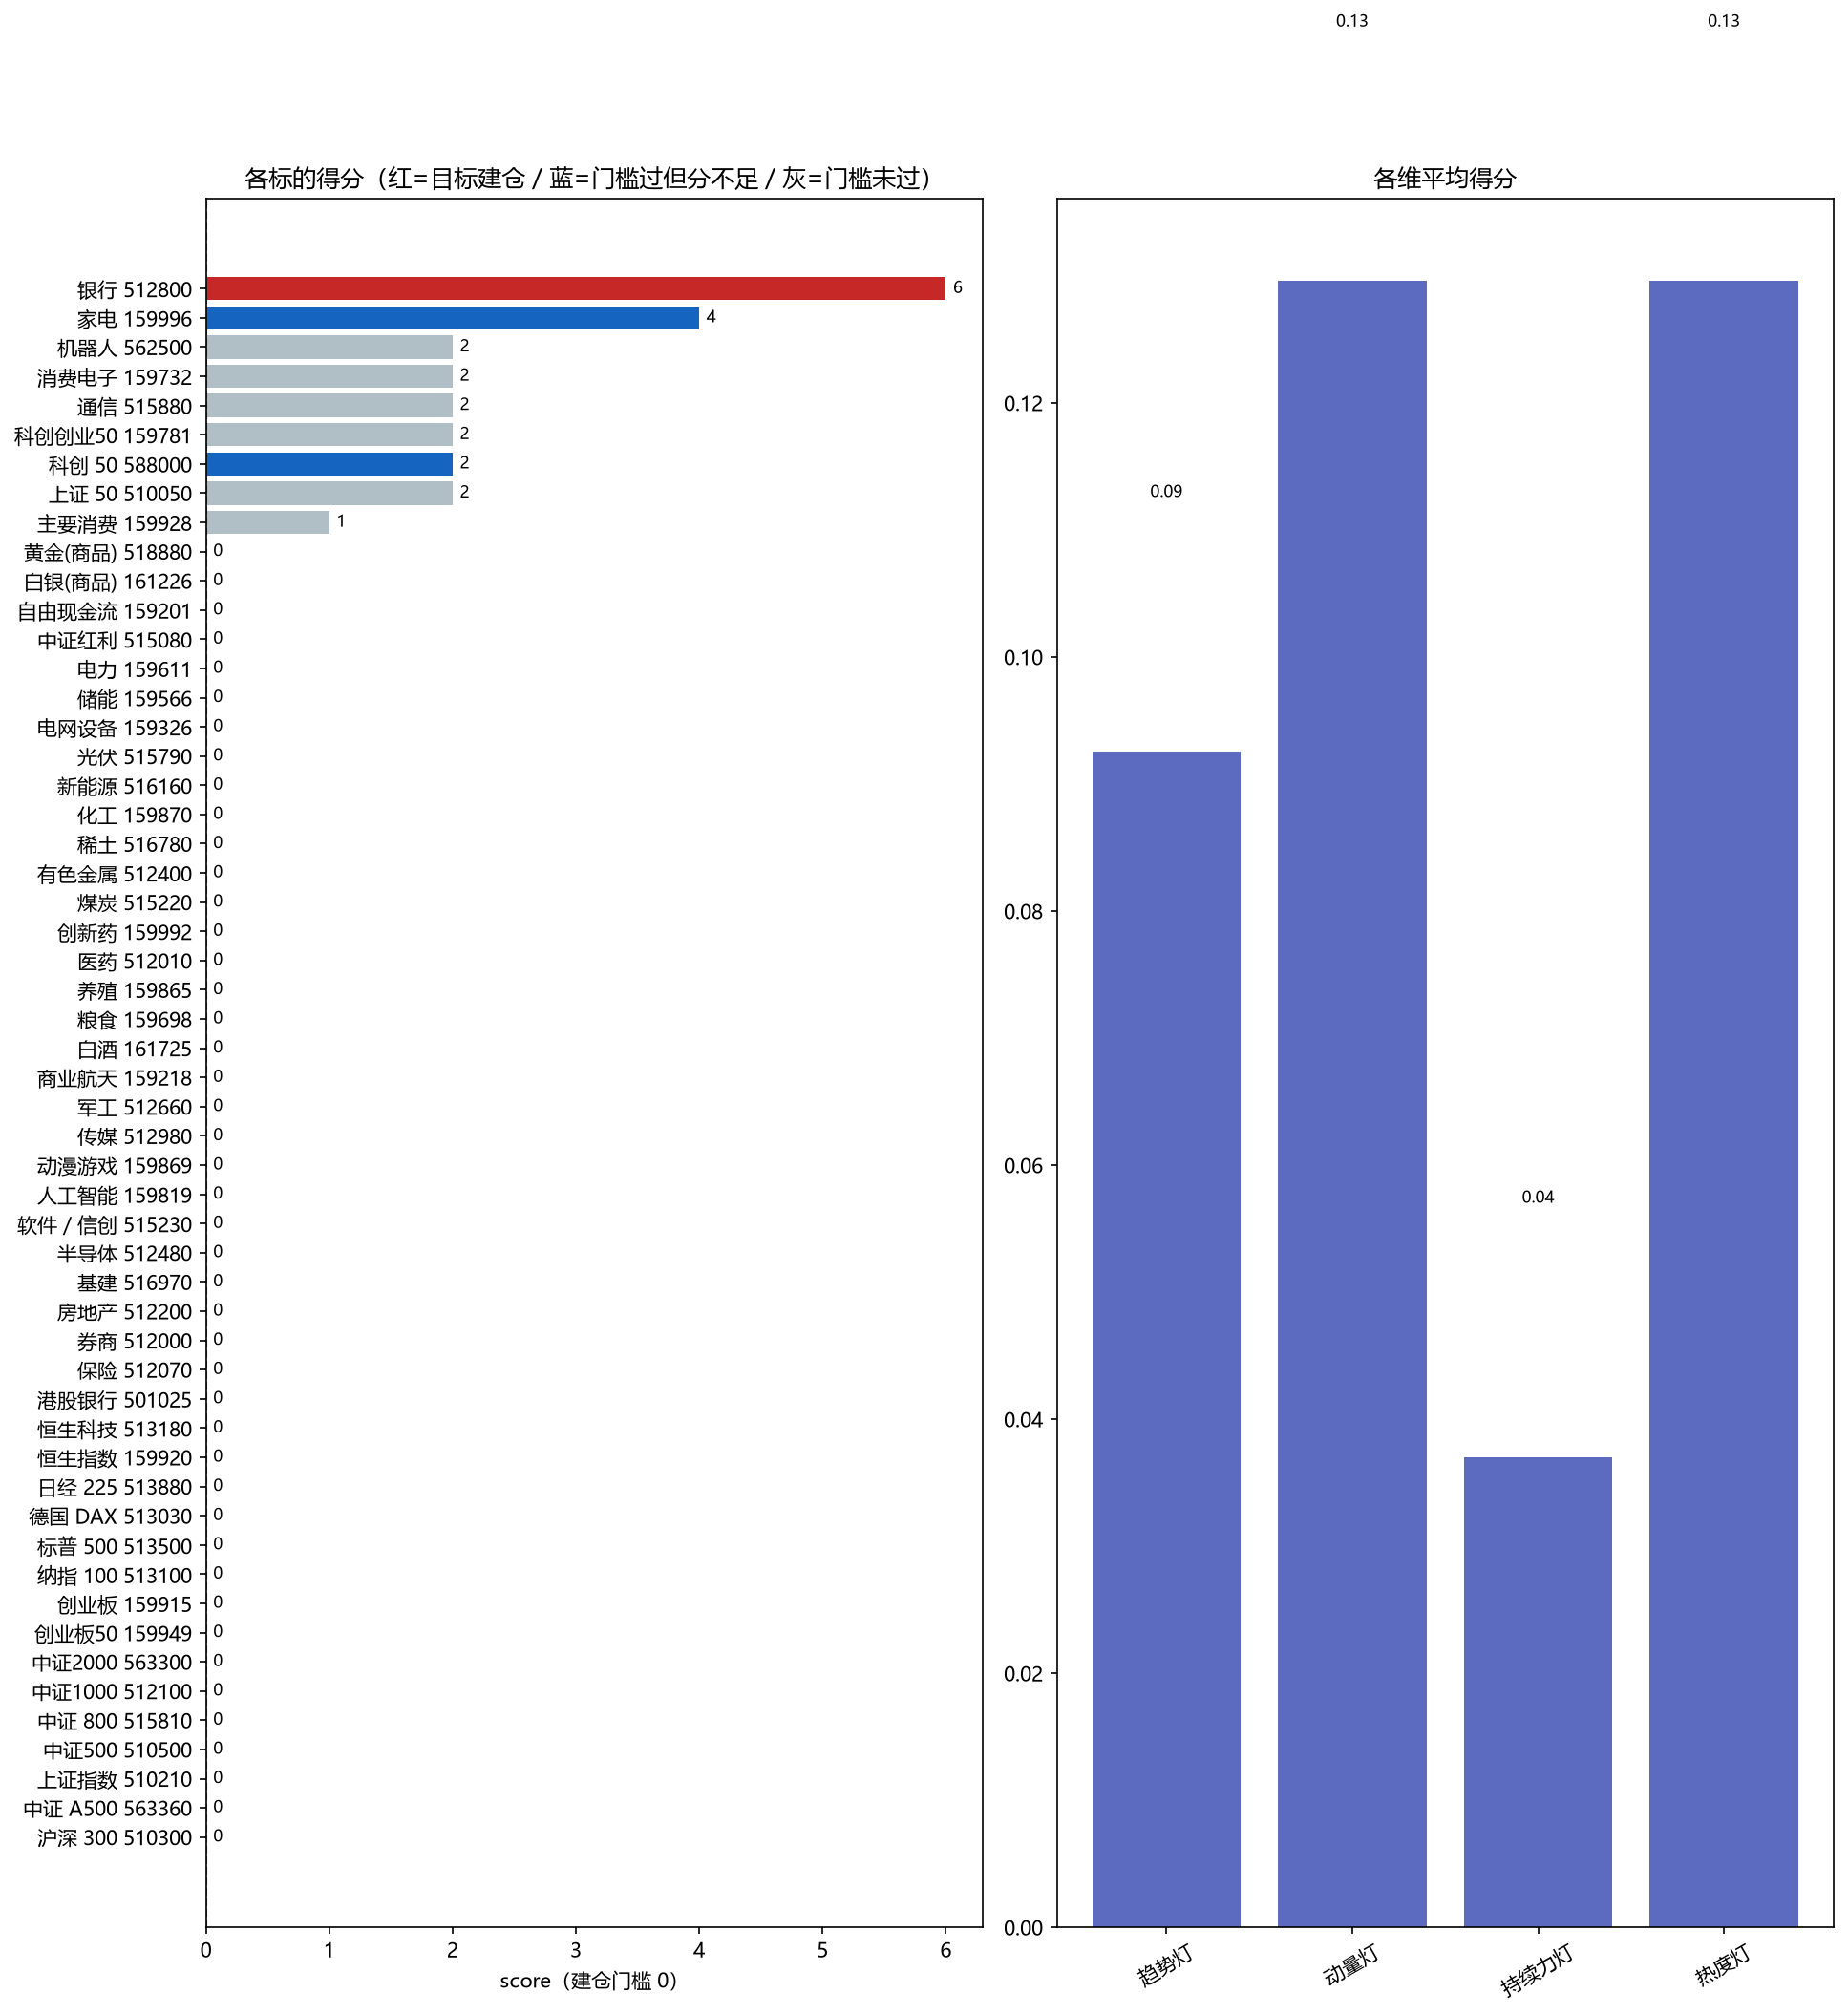 各标的得分（红=目标建仓 / 蓝=门槛过但分不足 / 灰=门槛未过）
银行 512800 6
家电 159996 4
机器人 562500 2
消费电子 159732 2
通信 515880 2
科创创业50 159781 2
科创 50 588000 2
上证 50 510050 2
主要消费 159928 1
黄金(商品) 518880 0
白银(商品) 161226 0
自由现金流 159201 0
中证红利 515080 0
电力 159611 0
储能 159566 0
电网设备 159326 0
光伏 515790 0
新能源 516160 0
化工 159870 0
稀土 516780 0
有色金属 512400 0
煤炭 515220 0
创新药 159992 0
医药 512010 0
养殖 159865 0
粮食 159698 0
白酒 161725 0
商业航天 159218 0
军工 512660 0
传媒 512980 0
动漫游戏 159869 0
人工智能 159819 0
软件 / 信创 515230 0
半导体 512480 0
基建 516970 0
房地产 512200 0
券商 512000 0
保险 512070 0
港股银行 501025 0
恒生科技 513180 0
恒生指数 159920 0
日经 225 513880 0
德国 DAX 513030 0
标普 500 513500 0
纳指 100 513100 0
创业板 159915 0
创业板50 159949 0
中证2000 563300 0
中证1000 512100 0
中证 800 515810 0
中证500 510500 0
上证指数 510210 0
中证 A500 563360 0
沪深 300 510300 0
0 1 2 3 4 5 6
score（建仓门槛 0）
各维平均得分
0.13 0.13
0.09
0.04
0.12
0.10
0.08
0.06
0.04
0.02
0.00
趋势灯 动量灯 持续力灯 热度灯